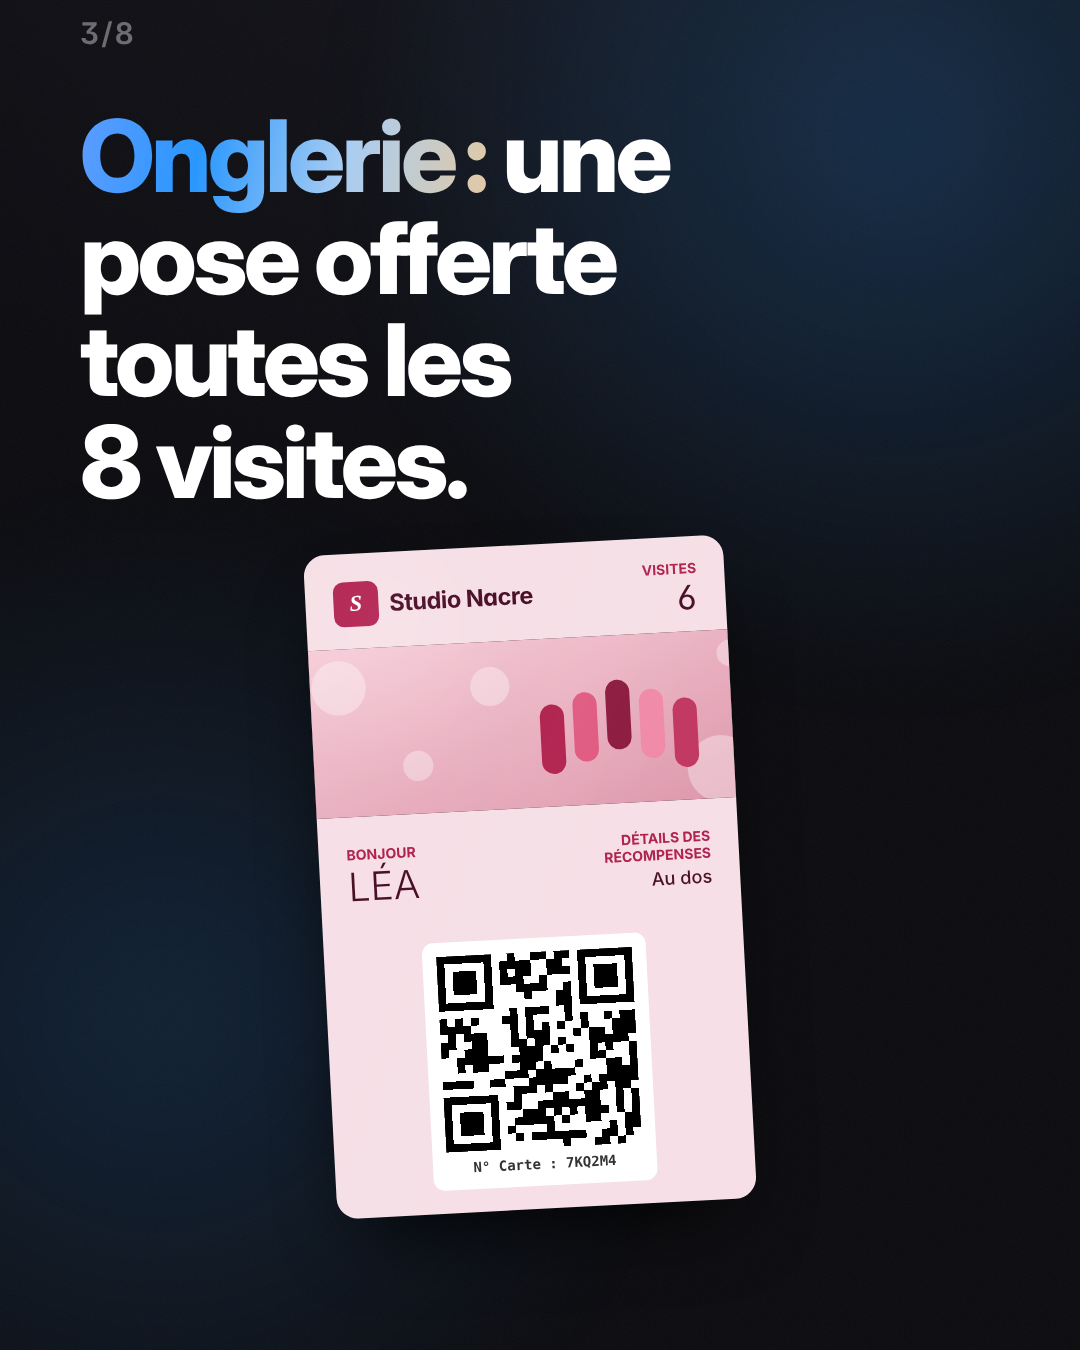 3/8
Onglerie : une
pose offerte
toutes les
8 visites.
S
Studio Nacre
VISITES
6
BONJOUR
LÉA
DÉTAILS DES
RÉCOMPENSES
Au dos
N° Carte : 7KQ2M4